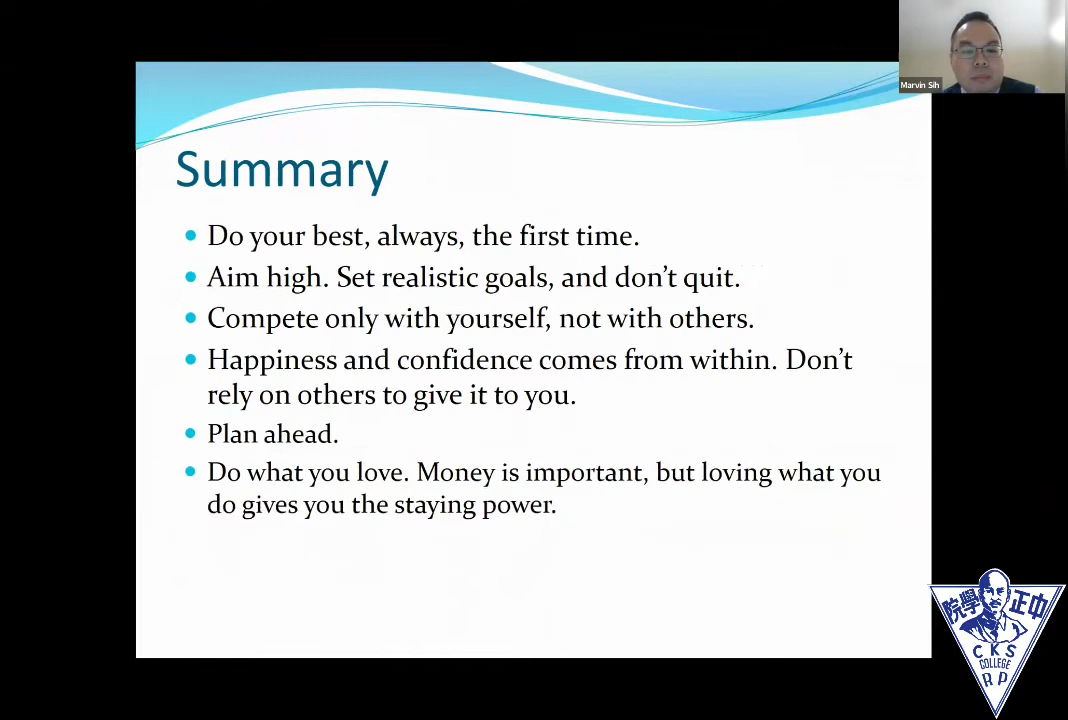 Marvin Sih
Summary
Do your best, always, the first time.
Aim high. Set realistic goals, and don't quit.
Compete only with yourself, not with others.
Happiness and confidence comes from within. Don't
rely on others to give it to you.
Plan ahead.
Do what you love. Money is important, but loving what you
do gives you the staying power.
院學 正中
CKS
COLLEGE
RP